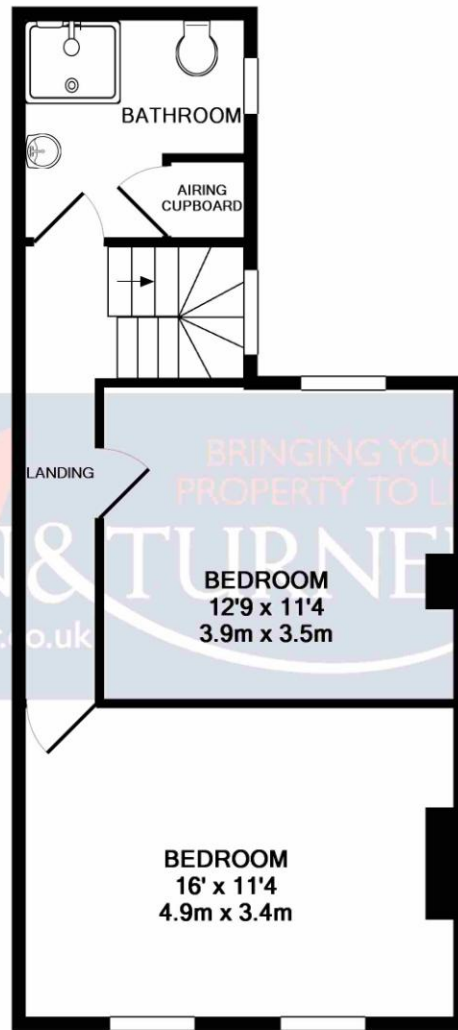 BATHROOM
AIRING
CUPBOARD
LANDING
BRINGING YOU
PROPERTY TO L
N&TURNE
.co.uk
BEDROOM
12'9 x 11'4
3.9m x 3.5m
BEDROOM
16' x 11'4
4.9m x 3.4m